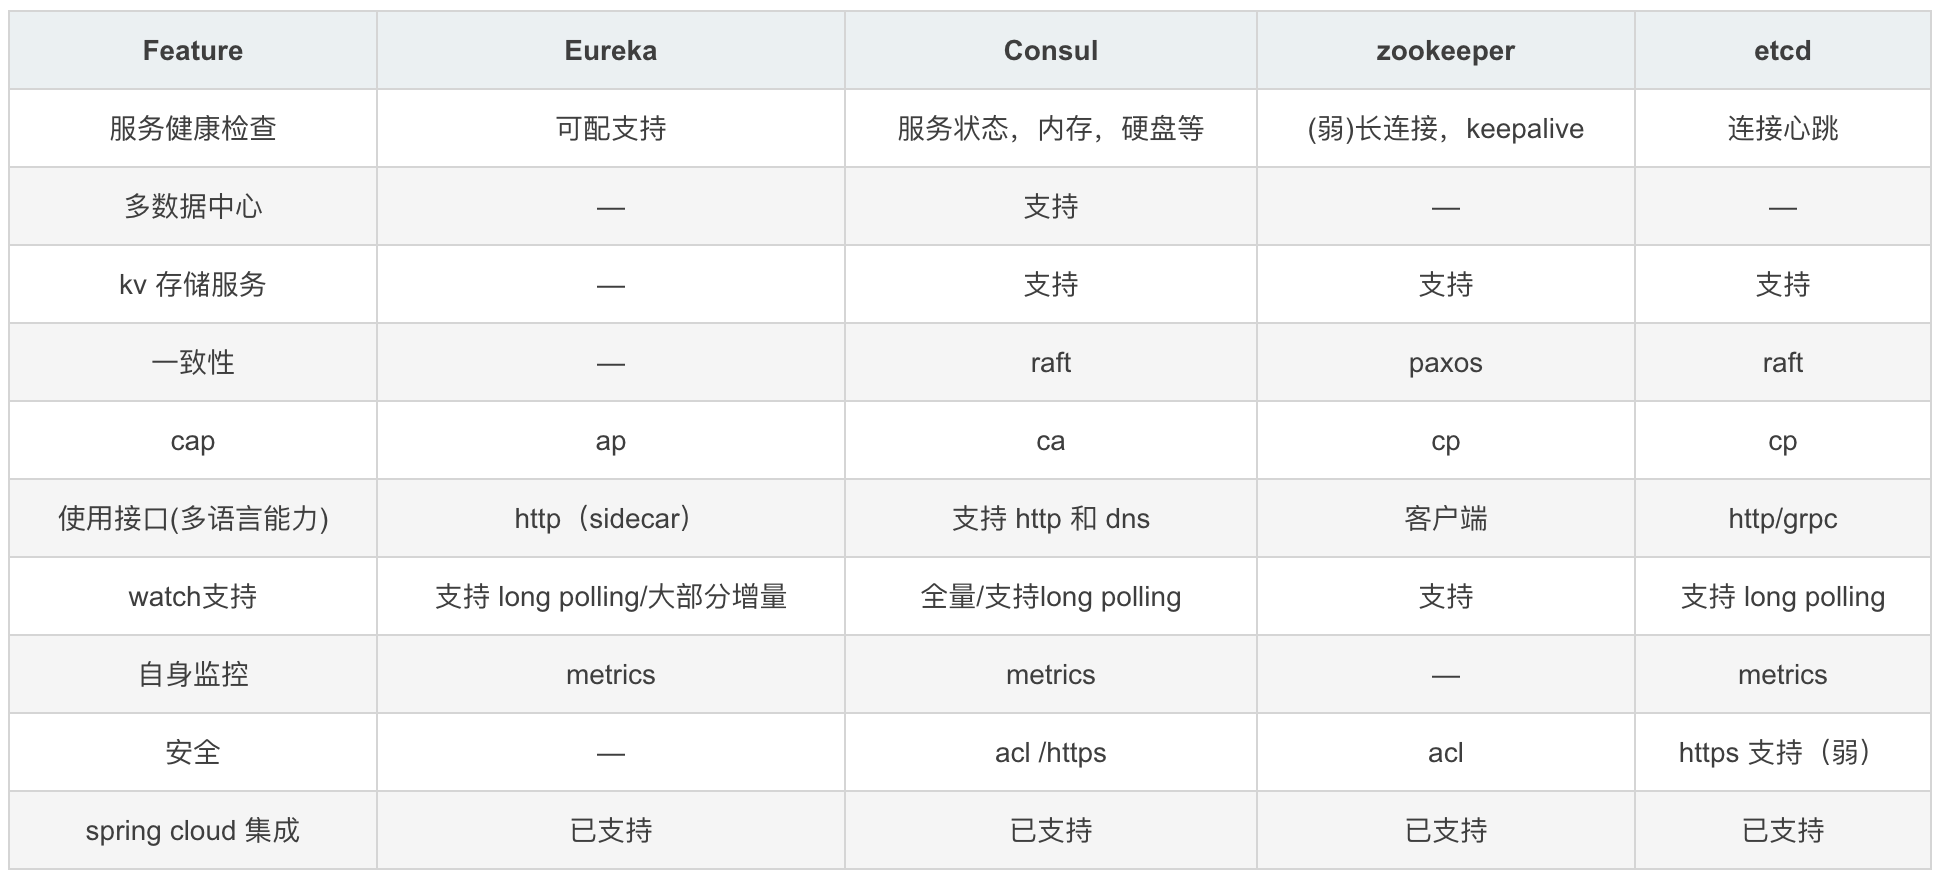 Feature Eureka Consul zookeeper etcd
服务健康检查 可配支持 服务状态，内存，硬盘等 (弱)长连接，keepalive 连接心跳
多数据中心 — 支持 — —
kv 存储服务 — 支持 支持 支持
一致性 — raft paxos raft
cap ap ca cp cp
使用接口(多语言能力) http（sidecar） 支持 http 和 dns 客户端 http/grpc
watch支持 支持 long polling/大部分增量 全量/支持long polling 支持 支持 long polling
自身监控 metrics metrics — metrics
安全 — acl /https acl https 支持（弱）
spring cloud 集成 已支持 已支持 已支持 已支持